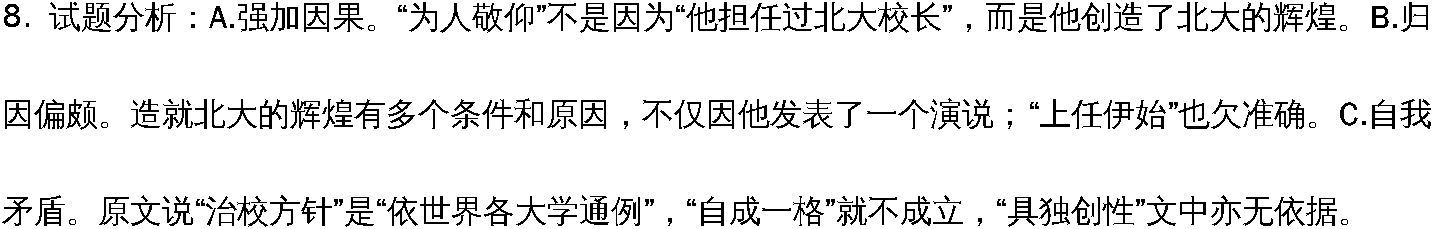 8. 试题分析：A.强加因果。“为人敬仰”不是因为“他担任过北大校长”，而是他创造了北大的辉煌。B.归
因偏颇。造就北大的辉煌有多个条件和原因，不仅因他发表了一个演说；“上任伊始”也欠准确。C.自我
矛盾。原文说“治校方针”是“依世界各大学通例”，“自成一格”就不成立，“具独创性”文中亦无依据。